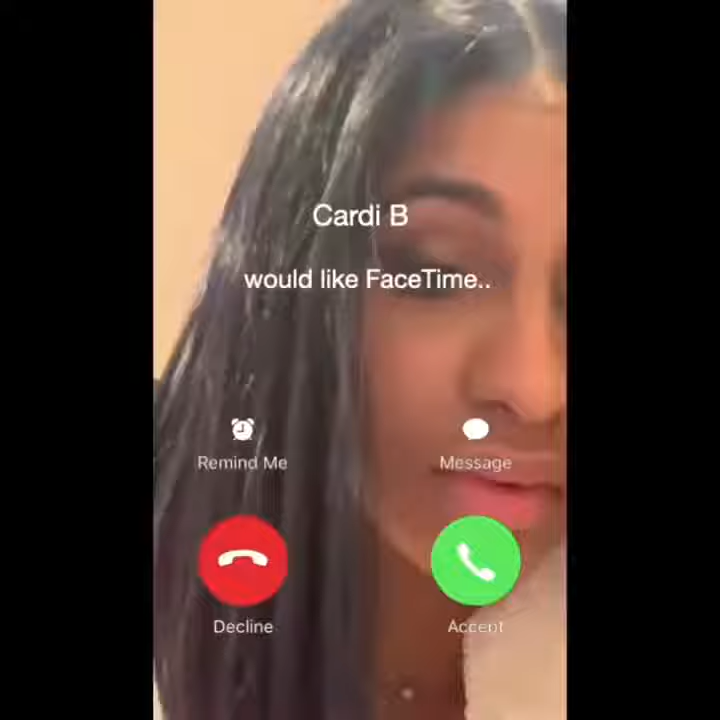 Cardi B
would like FaceTime..
Remind Me
Message
Decline
Accept